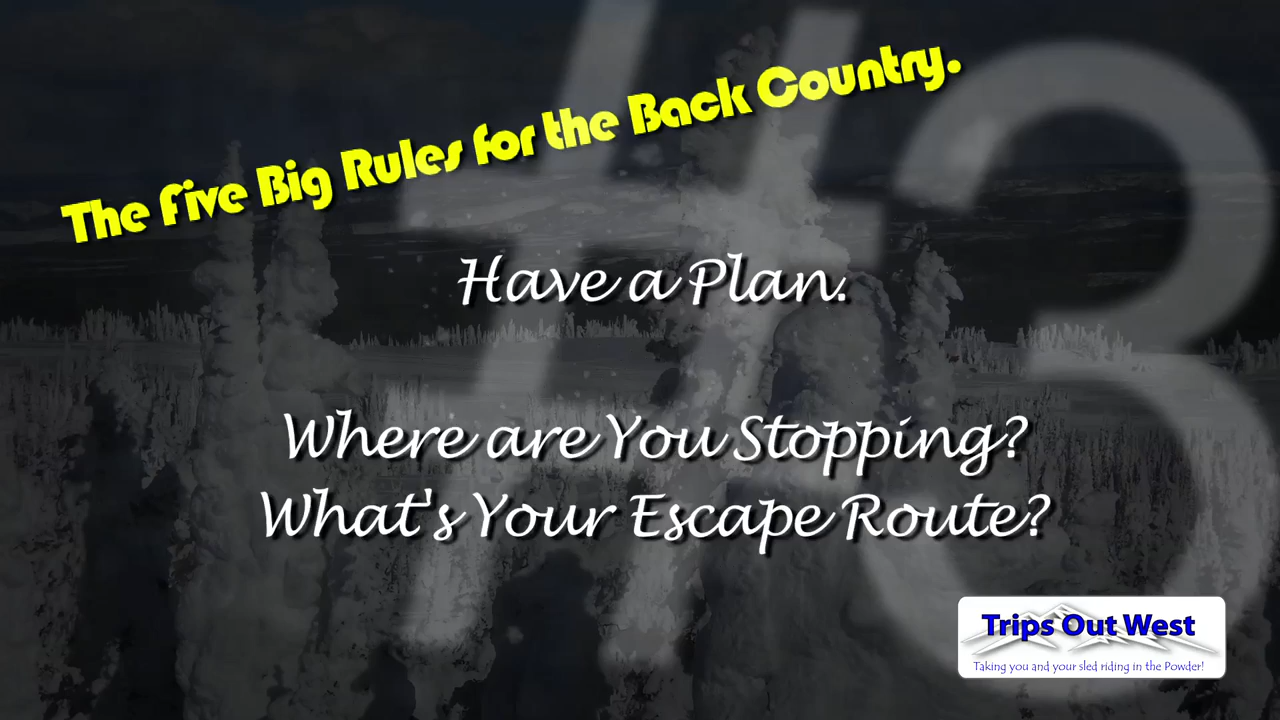 The Five Big Rules for the Back Country.
#3
Have a Plan.
Where are You Stopping?
What's Your Escape Route?
Trips Out West
Taking you and your sled riding in the Powder!